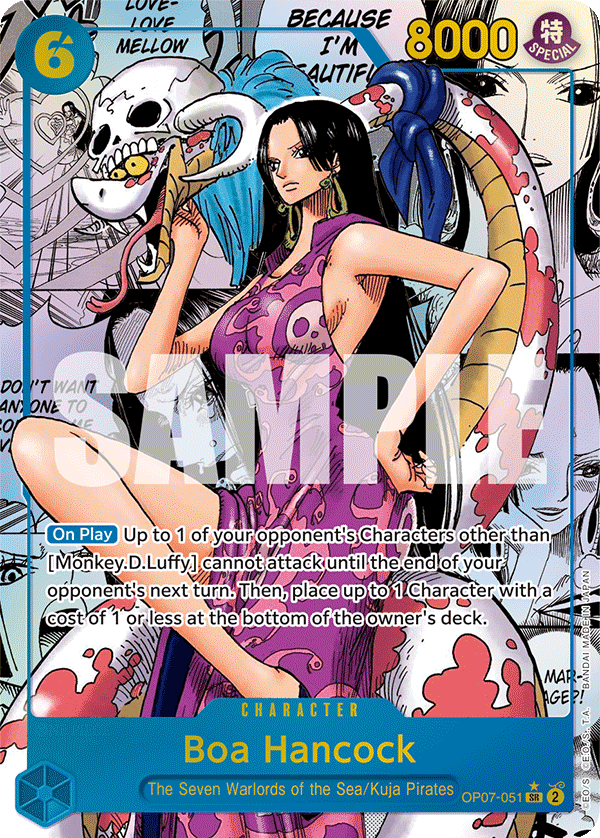 LOVE-
LOVE
MELLOW
BECAUSE
I'M
6
8000
特
SPECIAL
DON'T WANT
ANYONE TO
SAMPLE
On Play Up to 1 of your opponent's Characters other than
[Monkey.D.Luffy] cannot attack until the end of your
opponent's next turn. Then, place up to 1 Character with a
cost of 1 or less at the bottom of the owner's deck.
MAR-
AGE?!
CHARACTER
Boa Hancock
The Seven Warlords of the Sea/Kuja Pirates
OP07-051 SR 2
©E.O./S. ©E.O./S., T.A. BANDAI MADE IN JAPAN